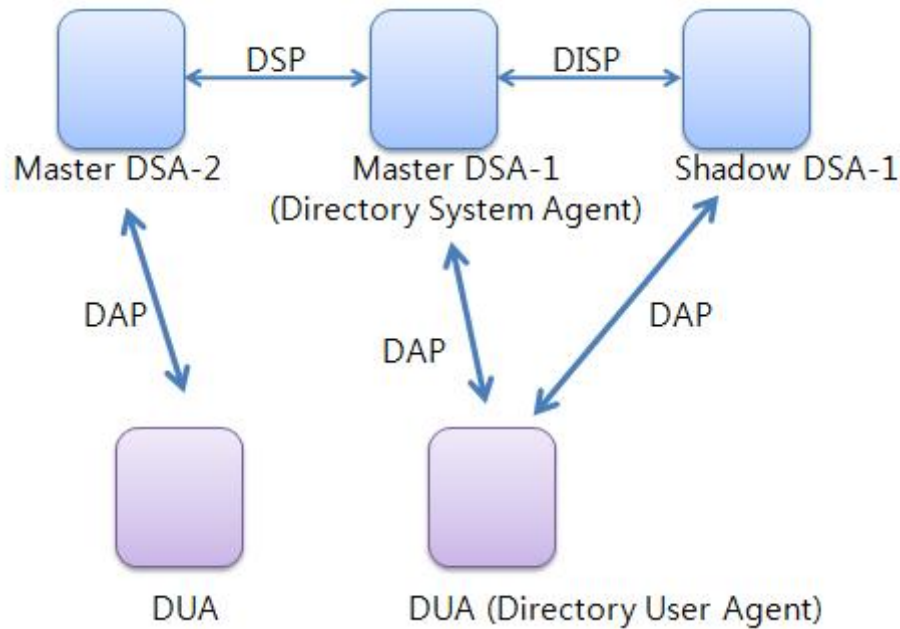 DSP
DISP
Master DSA-2
Master DSA-1
(Directory System Agent)
Shadow DSA-1
DAP
DAP
DAP
DUA
DUA (Directory User Agent)